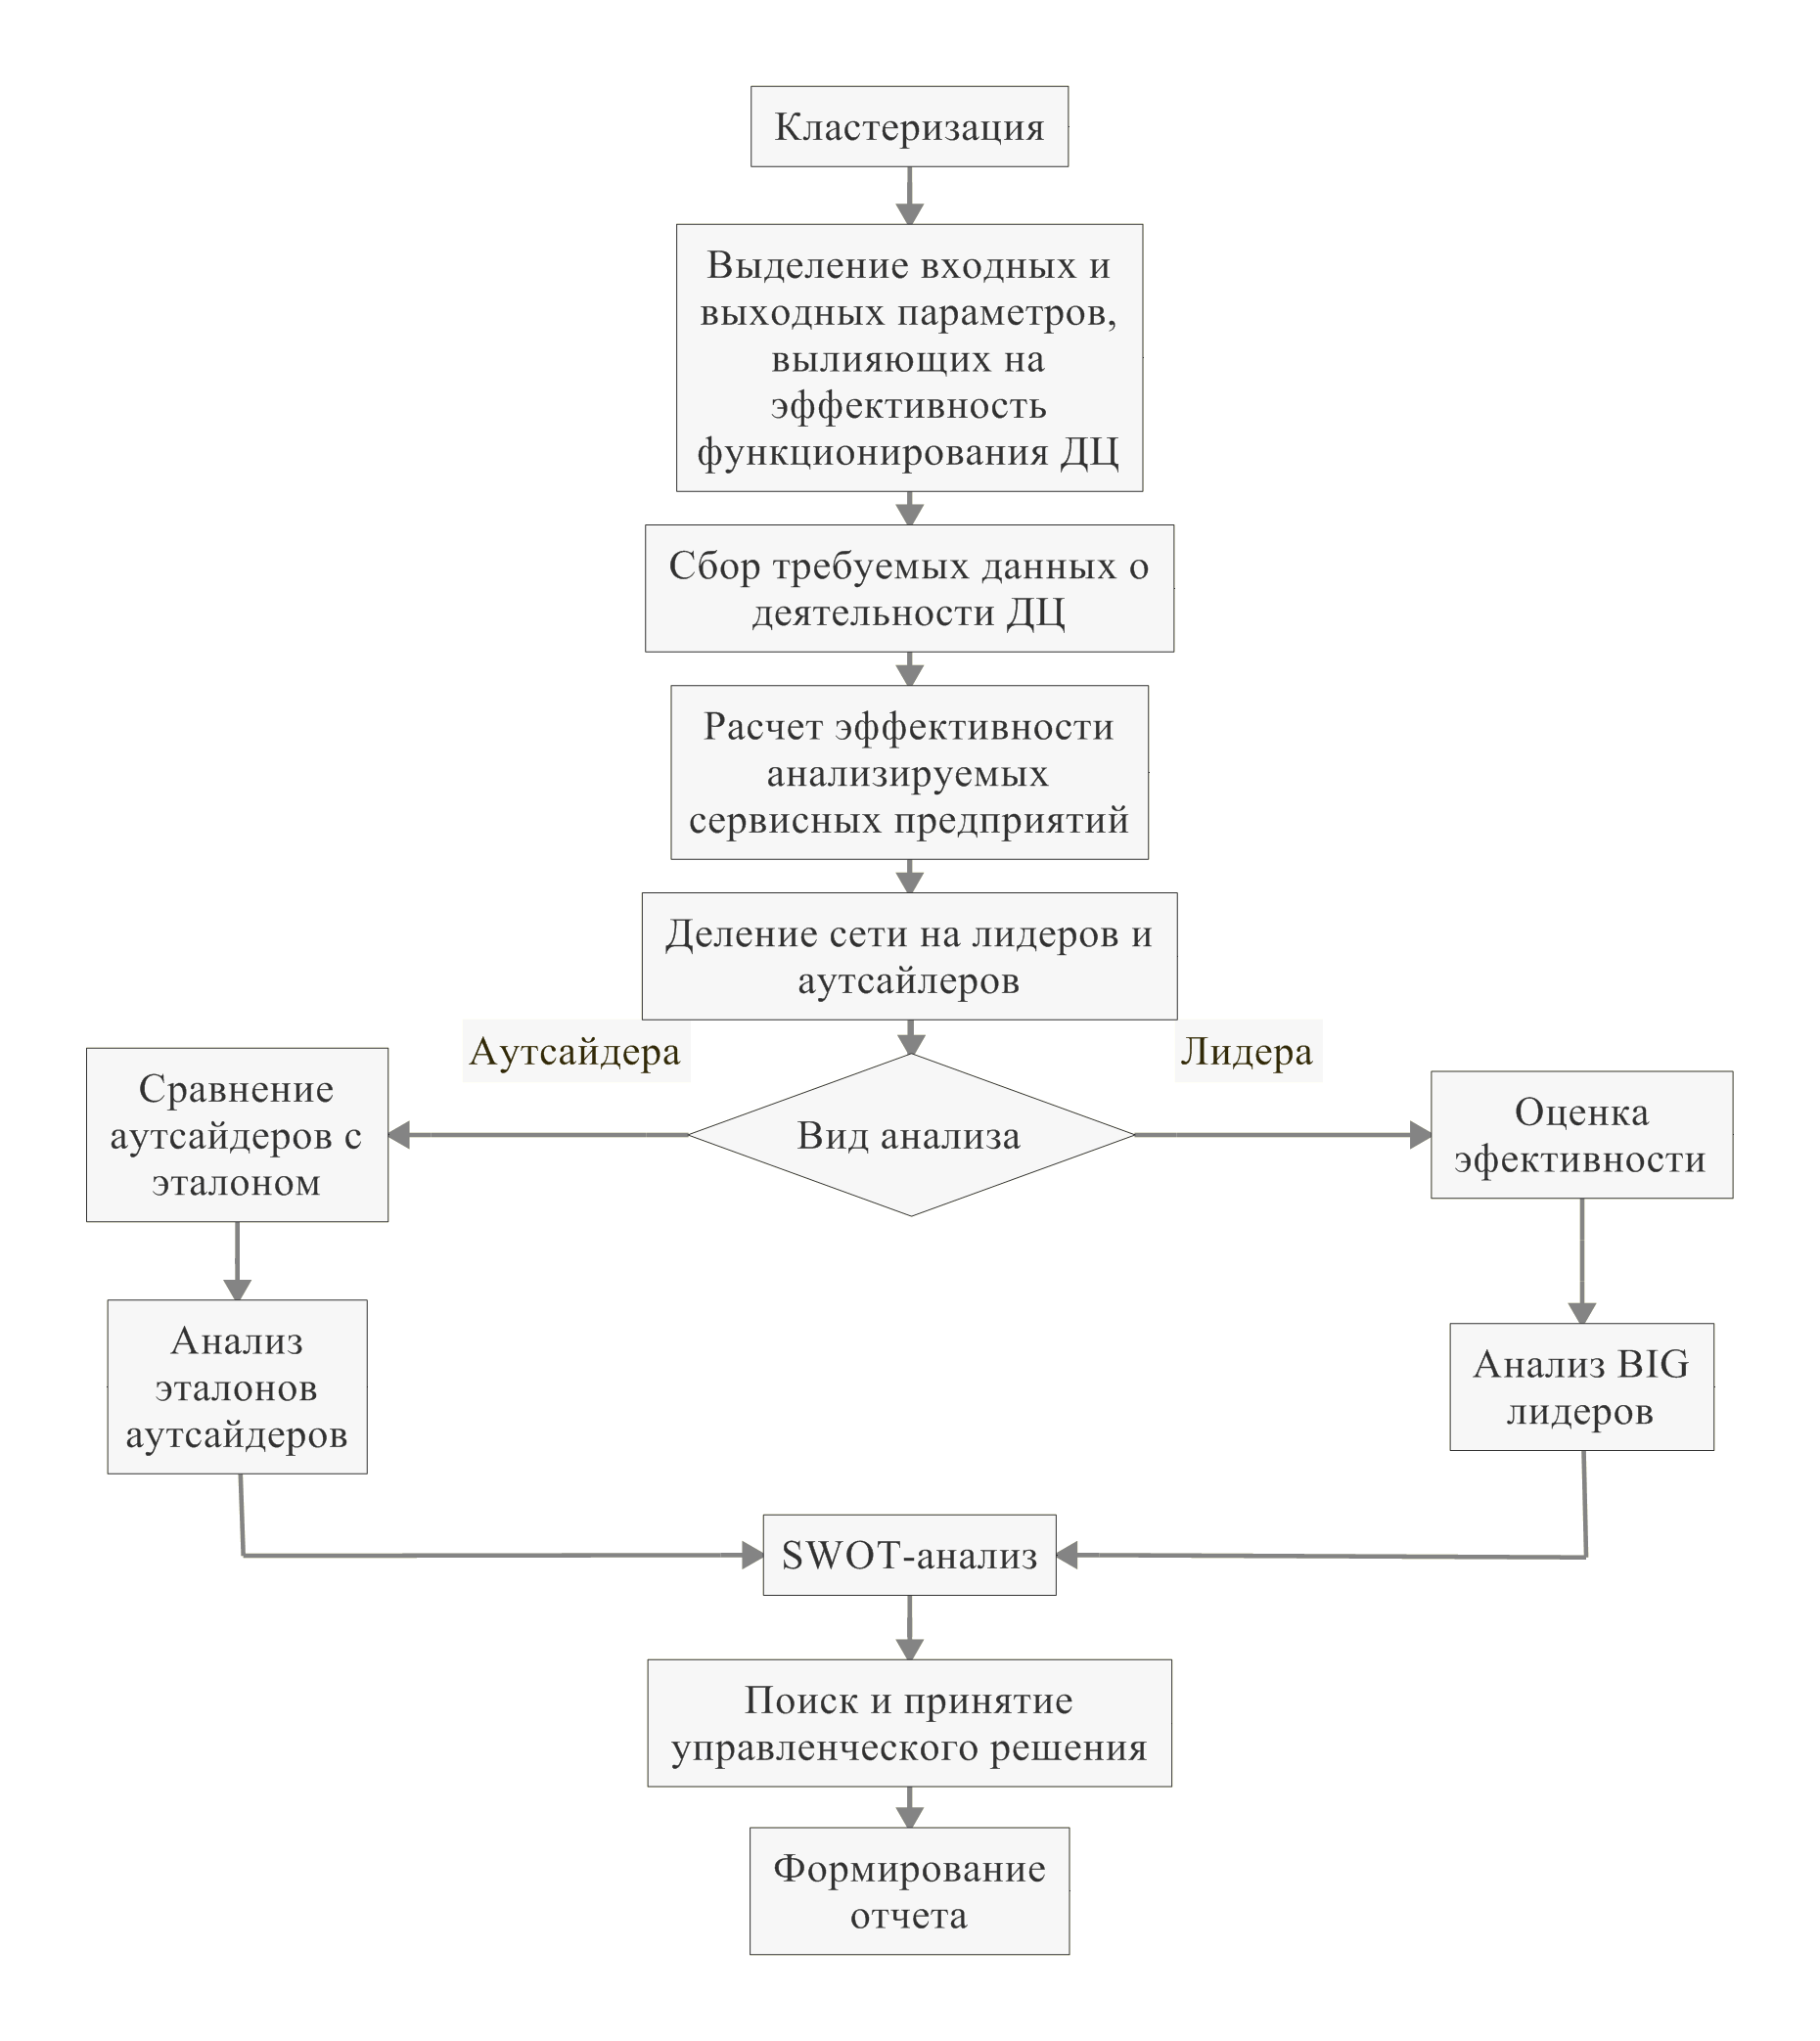 Кластеризация
Выделение входных и
выходных параметров,
вылияющих на
эффективность
функционирования ДЦ
Сбор требуемых данных о
деятельности ДЦ
Расчет эффективности
анализируемых
сервисных предприятий
Деление сети на лидеров и
аутсайлеров
Аутсайдера
Лидера
Сравнение
аутсайдеров с
эталоном
Вид анализа
Оценка
эфективности
Анализ
эталонов
аутсайдеров
Анализ BIG
лидеров
SWOT-анализ
Поиск и принятие
управленческого решения
Формирование
отчета